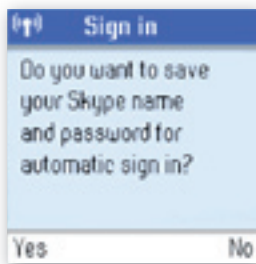 Sign in
Do you want to save
your Skype name
and password for
automatic sign in?
Yes No